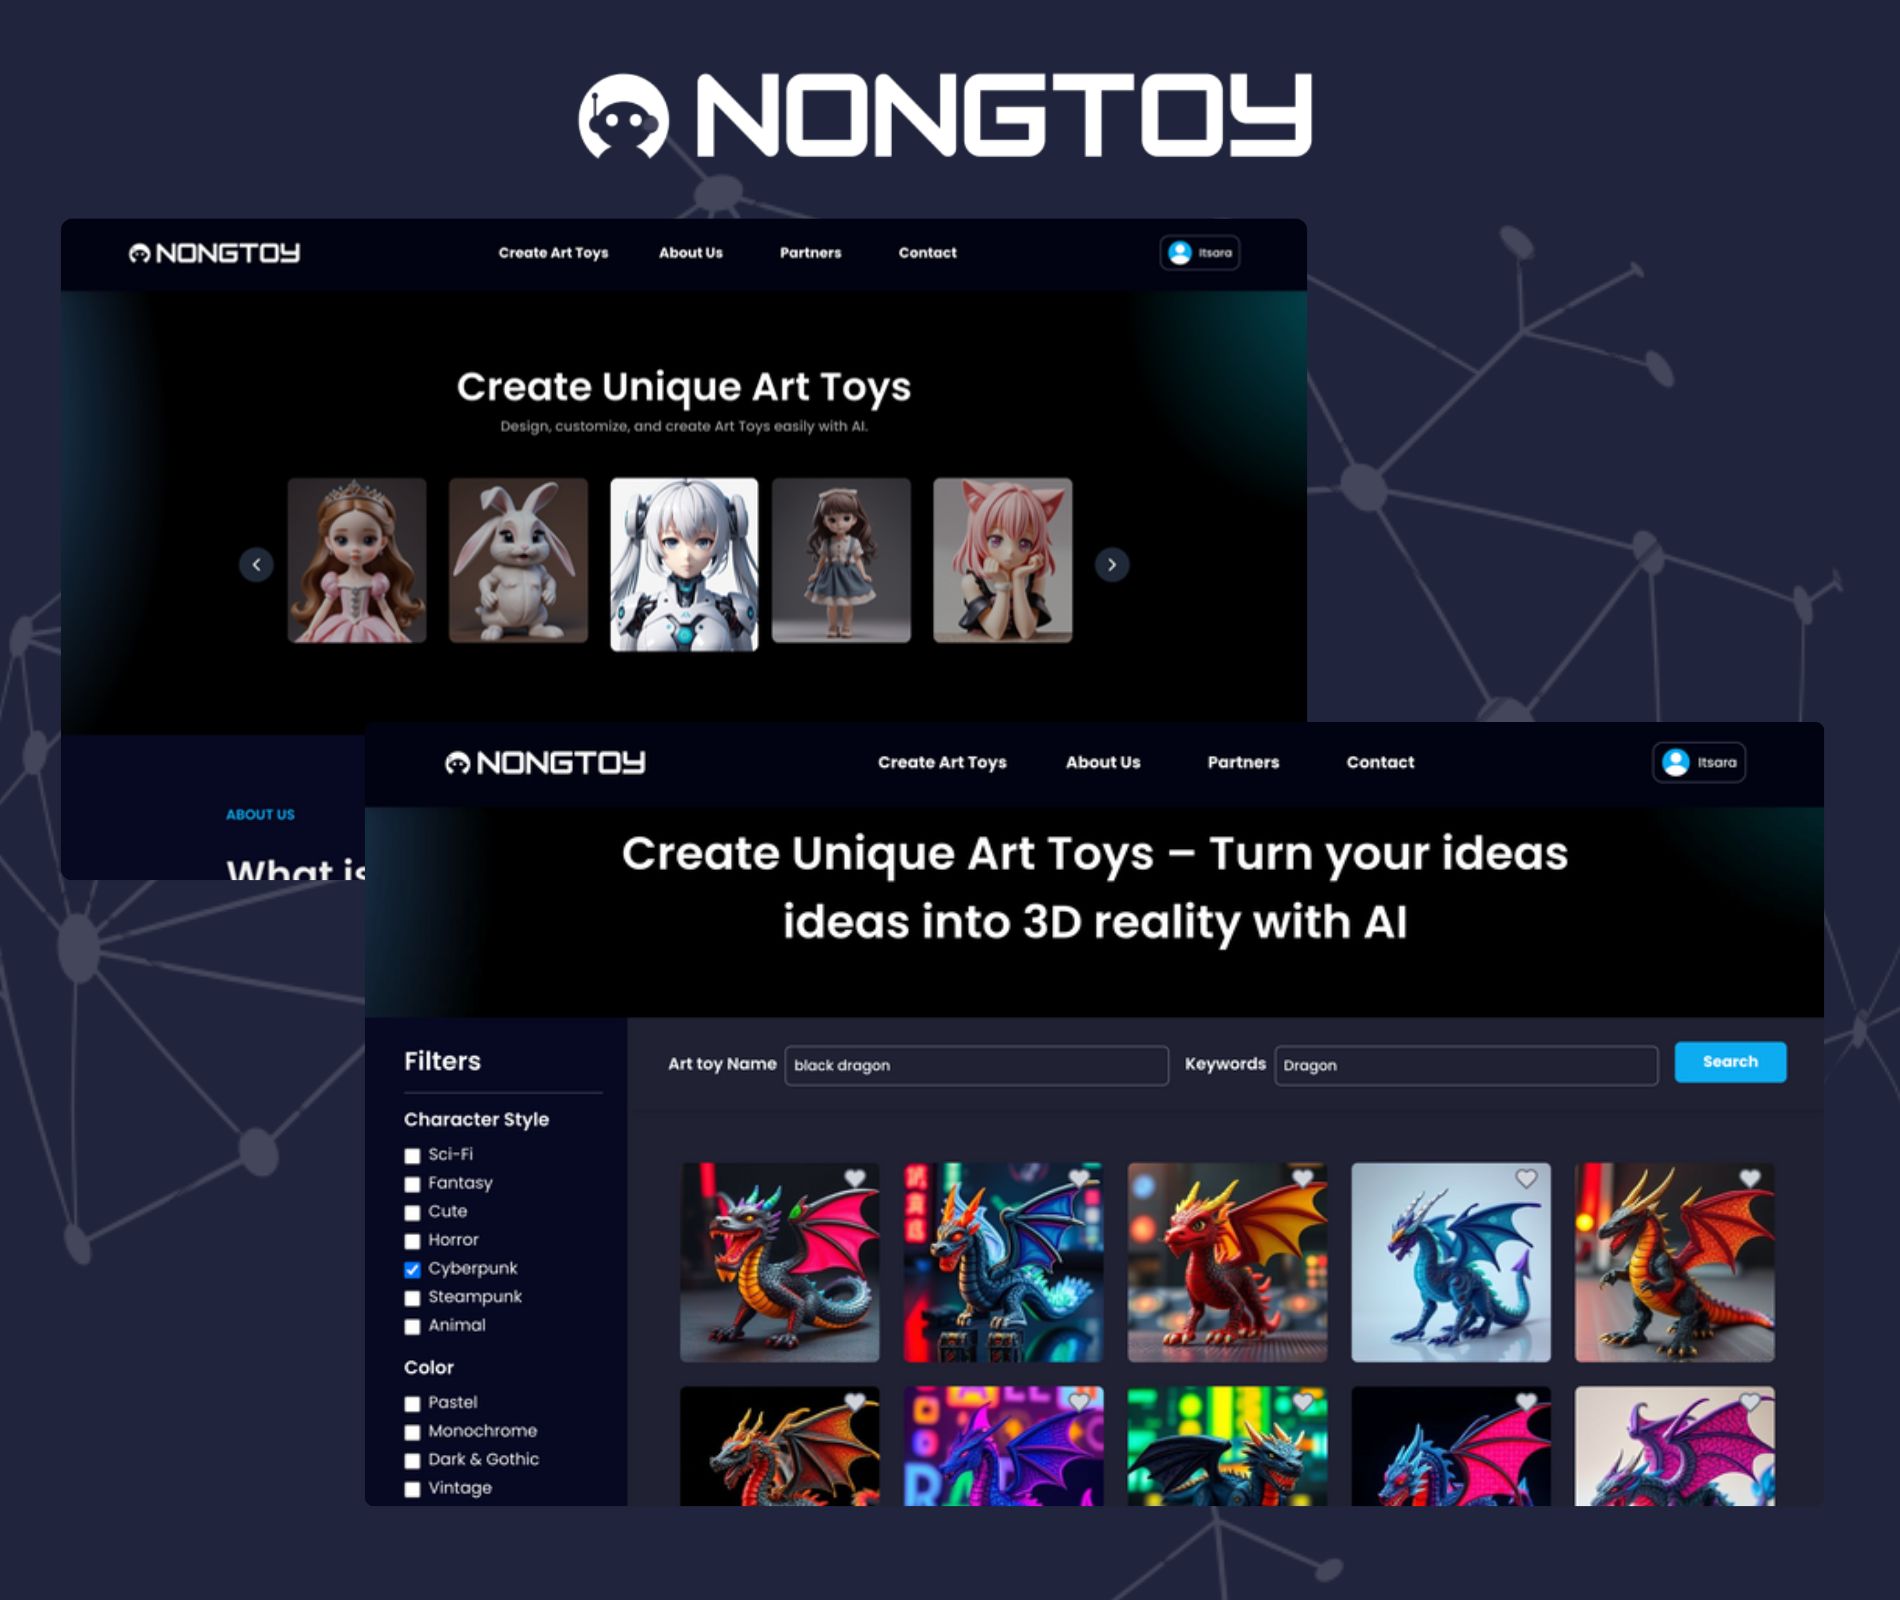 NONGTOY
NONGTOY
Create Art Toys
About Us
Partners
Contact
Itsara
Create Unique Art Toys
Design, customize, and create Art Toys easily with AI.
ABOUT US
What is
NONGTOY
Create Art Toys
About Us
Partners
Contact
Itsara
Create Unique Art Toys – Turn your ideas
ideas into 3D reality with AI
Filters
Character Style
Sci-Fi
Fantasy
Cute
Horror
Cyberpunk
Steampunk
Animal
Color
Pastel
Monochrome
Dark & Gothic
Vintage
Art toy Name
black dragon
Keywords
Dragon
Search